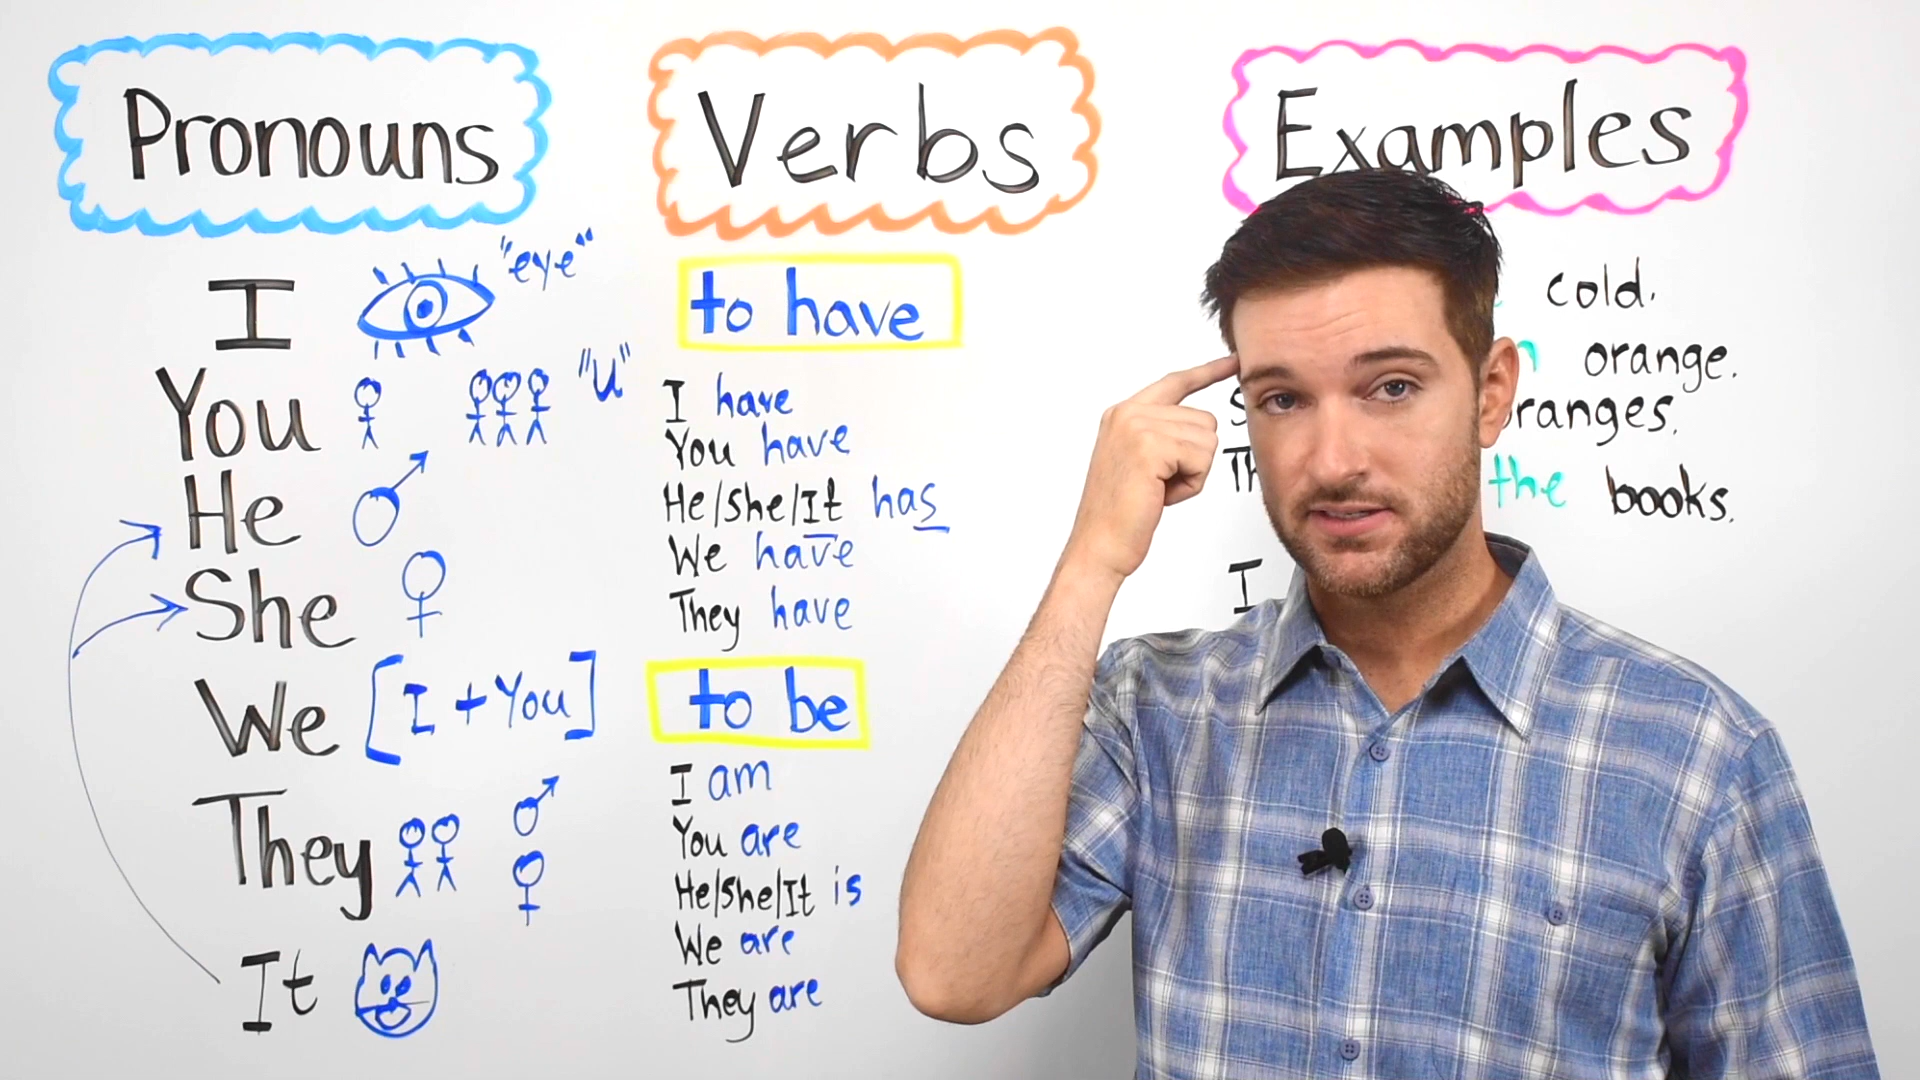 Pronouns
I "eye"
You "u"
He
She
We [I + You]
They
It
Verbs
to have
I have
You have
He/She/It has
We have
They have
to be
I am
You are
He/She/It is
We are
They are
Examples
cold.
orange.
the books.
I